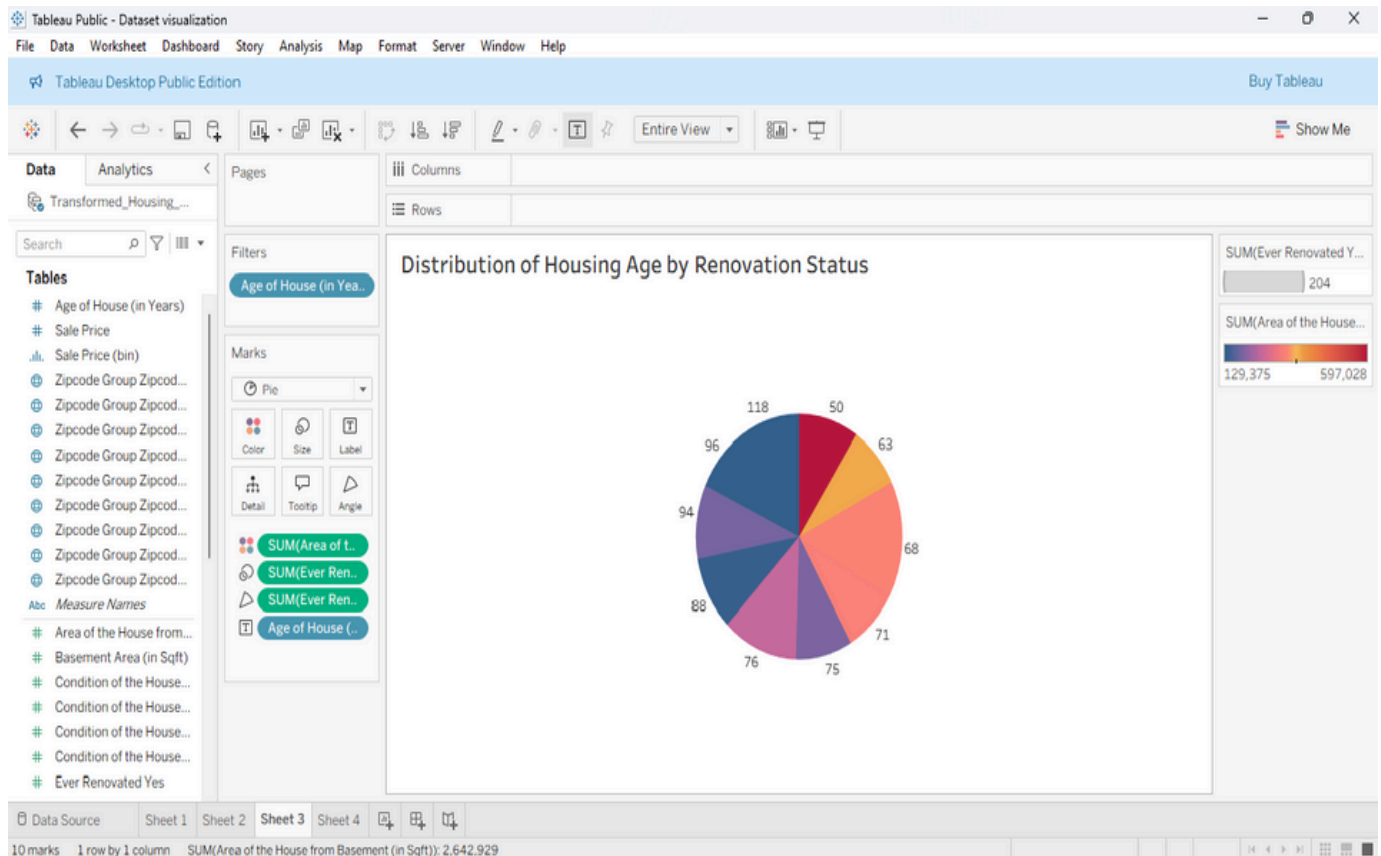 Tableau Public - Dataset visualization
File Data Worksheet Dashboard Story Analysis Map Format Server Window Help
Tableau Desktop Public Edition
Buy Tableau
Entire View
Show Me
Data Analytics
Transformed_Housing_...
Search
Tables
Age of House (in Years)
Sale Price
Sale Price (bin)
Zipcode Group Zipcod...
Zipcode Group Zipcod...
Zipcode Group Zipcod...
Zipcode Group Zipcod...
Zipcode Group Zipcod...
Zipcode Group Zipcod...
Zipcode Group Zipcod...
Zipcode Group Zipcod...
Zipcode Group Zipcod...
Abc Measure Names
Area of the House from...
Basement Area (in Sqft)
Condition of the House...
Condition of the House...
Condition of the House...
Condition of the House...
Ever Renovated Yes
Pages
Filters
Age of House (in Yea..
Marks
Pie
Color Size Label
Detail Tooltip Angle
SUM(Area of t..
SUM(Ever Ren..
SUM(Ever Ren..
Age of House (..
Columns
Rows
Distribution of Housing Age by Renovation Status
118
50
96
63
94
68
88
71
76
75
SUM(Ever Renovated Y...
204
SUM(Area of the House...
129,375 597,028
Data Source Sheet 1 Sheet 2 Sheet 3 Sheet 4
10 marks 1 row by 1 column SUM(Area of the House from Basement (in Sqft)): 2,642,929